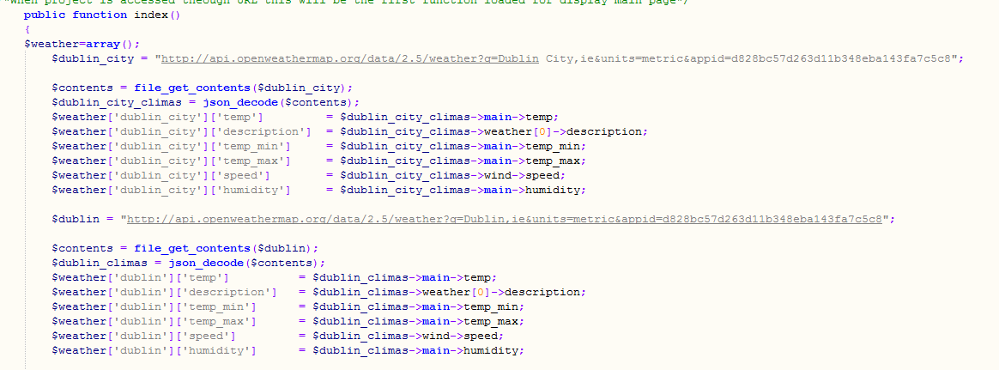 "When project is accessed theough URL this will be the first function loaded for display main page"/
public function index()
{
$weather=array();
$dublin_city = "http://api.openweathermap.org/data/2.5/weather?q=Dublin City,ie&units=metric&appid=d828bc57d263d11b348eba143fa7c5c8";
$contents = file_get_contents($dublin_city);
$dublin_city_climas = json_decode($contents);
$weather['dublin_city']['temp'] = $dublin_city_climas->main->temp;
$weather['dublin_city']['description'] = $dublin_city_climas->weather[0]->description;
$weather['dublin_city']['temp_min'] = $dublin_city_climas->main->temp_min;
$weather['dublin_city']['temp_max'] = $dublin_city_climas->main->temp_max;
$weather['dublin_city']['speed'] = $dublin_city_climas->wind->speed;
$weather['dublin_city']['humidity'] = $dublin_city_climas->main->humidity;
$dublin = "http://api.openweathermap.org/data/2.5/weather?q=Dublin,ie&units=metric&appid=d828bc57d263d11b348eba143fa7c5c8";
$contents = file_get_contents($dublin);
$dublin_climas = json_decode($contents);
$weather['dublin']['temp'] = $dublin_climas->main->temp;
$weather['dublin']['description'] = $dublin_climas->weather[0]->description;
$weather['dublin']['temp_min'] = $dublin_climas->main->temp_min;
$weather['dublin']['temp_max'] = $dublin_climas->main->temp_max;
$weather['dublin']['speed'] = $dublin_climas->wind->speed;
$weather['dublin']['humidity'] = $dublin_climas->main->humidity;